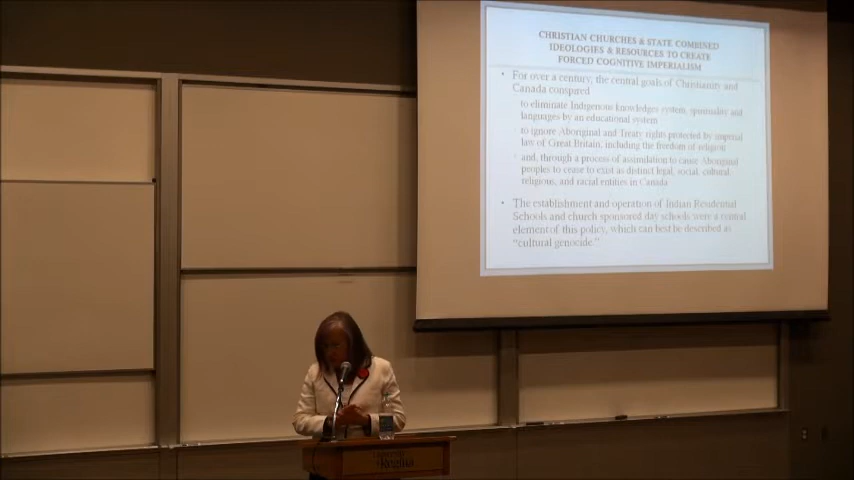 CHRISTIAN CHURCHES & STATE COMBINED
IDEOLOGIES & RESOURCES TO CREATE
FORCED COGNITIVE IMPERIALISM
• For over a century, the central goals of Christianity and
Canada conspired
to eliminate Indigenous knowledges system, spirituality and
languages by an educational system
to ignore Aboriginal and Treaty rights protected by imperial
law of Great Britain, including the freedom of religion
and, through a process of assimilation to cause Aboriginal
peoples to cease to exist as distinct legal, social, cultural,
religious, and racial entities in Canada
• The establishment and operation of Indian Residential
Schools and church sponsored day schools were a central
element of this policy, which can best be described as
"cultural genocide."
Regina